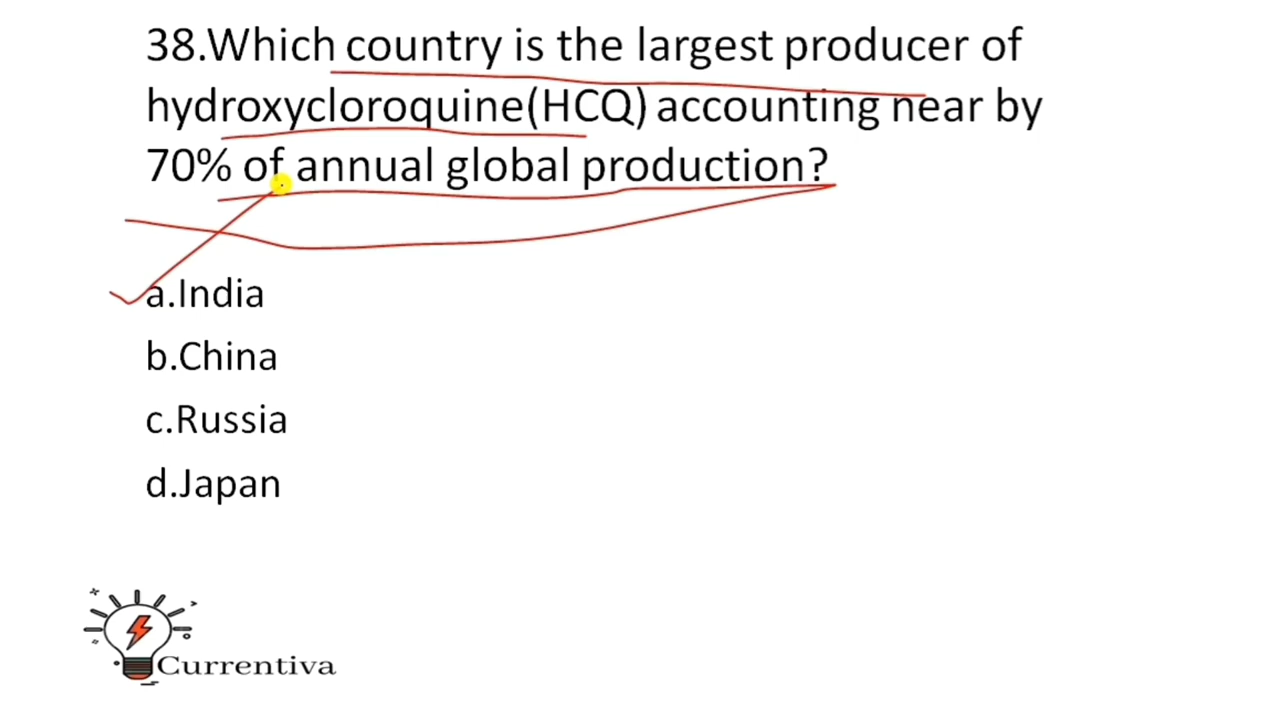 38.Which country is the largest producer of
hydroxycloroquine(HCQ) accounting near by
70% of annual global production?
a.India
b.China
c.Russia
d.Japan
Currentiva